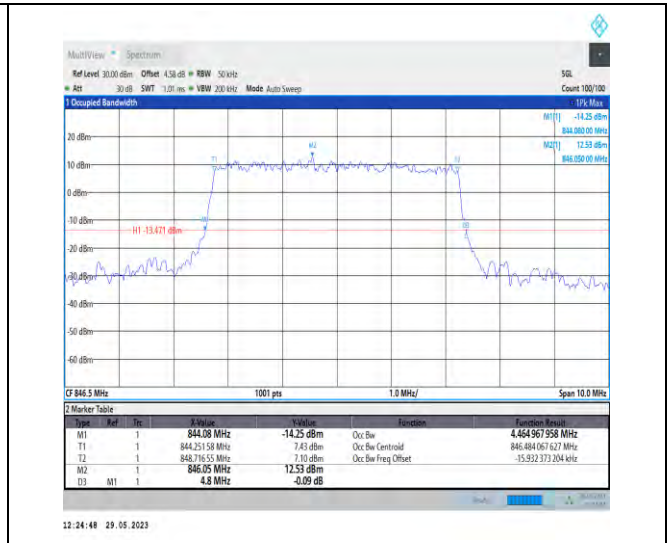 MultiView Spectrum
Ref Level 30.00 dBm Offset 4.58 dB RBW 50 kHz SGL
Att 30 dB SWT 1.01 ms VBW 200 kHz Mode Auto Sweep Count 100/100
1 Occupied Bandwidth 1Pk Max
M1[1] -14.25 dBm
844.08000 MHz
M2[1] 12.53 dBm
846.05000 MHz
20 dBm
M2
T1
10 dBm
0 dBm
-10 dBm
H1 -13.471 dBm
-20 dBm
-30 dBm
-40 dBm
-50 dBm
-60 dBm
CF 846.5 MHz 1001 pts 1.0 MHz/ Span 10.0 MHz
2 Marker Table
Type Ref Trc X-Value Y-Value Function Function Result
M1 1 844.08 MHz -14.25 dBm Occ Bw 4.464 967 958 MHz
T1 1 844.251 58 MHz 7.43 dBm Occ Bw Centroid 846.484 067 627 MHz
T2 1 848.716 55 MHz 7.10 dBm Occ Bw Freq Offset -15.932 373 204 kHz
M2 1 846.05 MHz 12.53 dBm
D3 M1 1 4.8 MHz -0.09 dB
12:24:48 29.05.2023